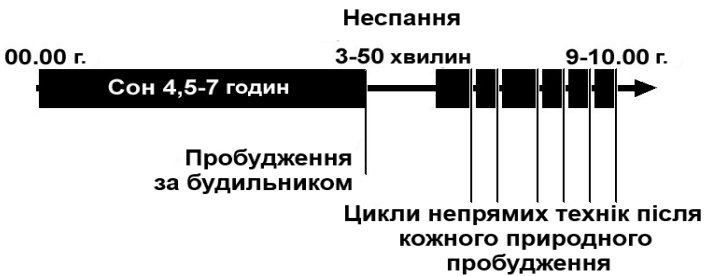 Неспання
00.00 г.
3-50 хвилин
9-10.00 г.
Сон 4,5-7 годин
Пробудження
за будильником
Цикли непрямих технік після
кожного природного
пробудження